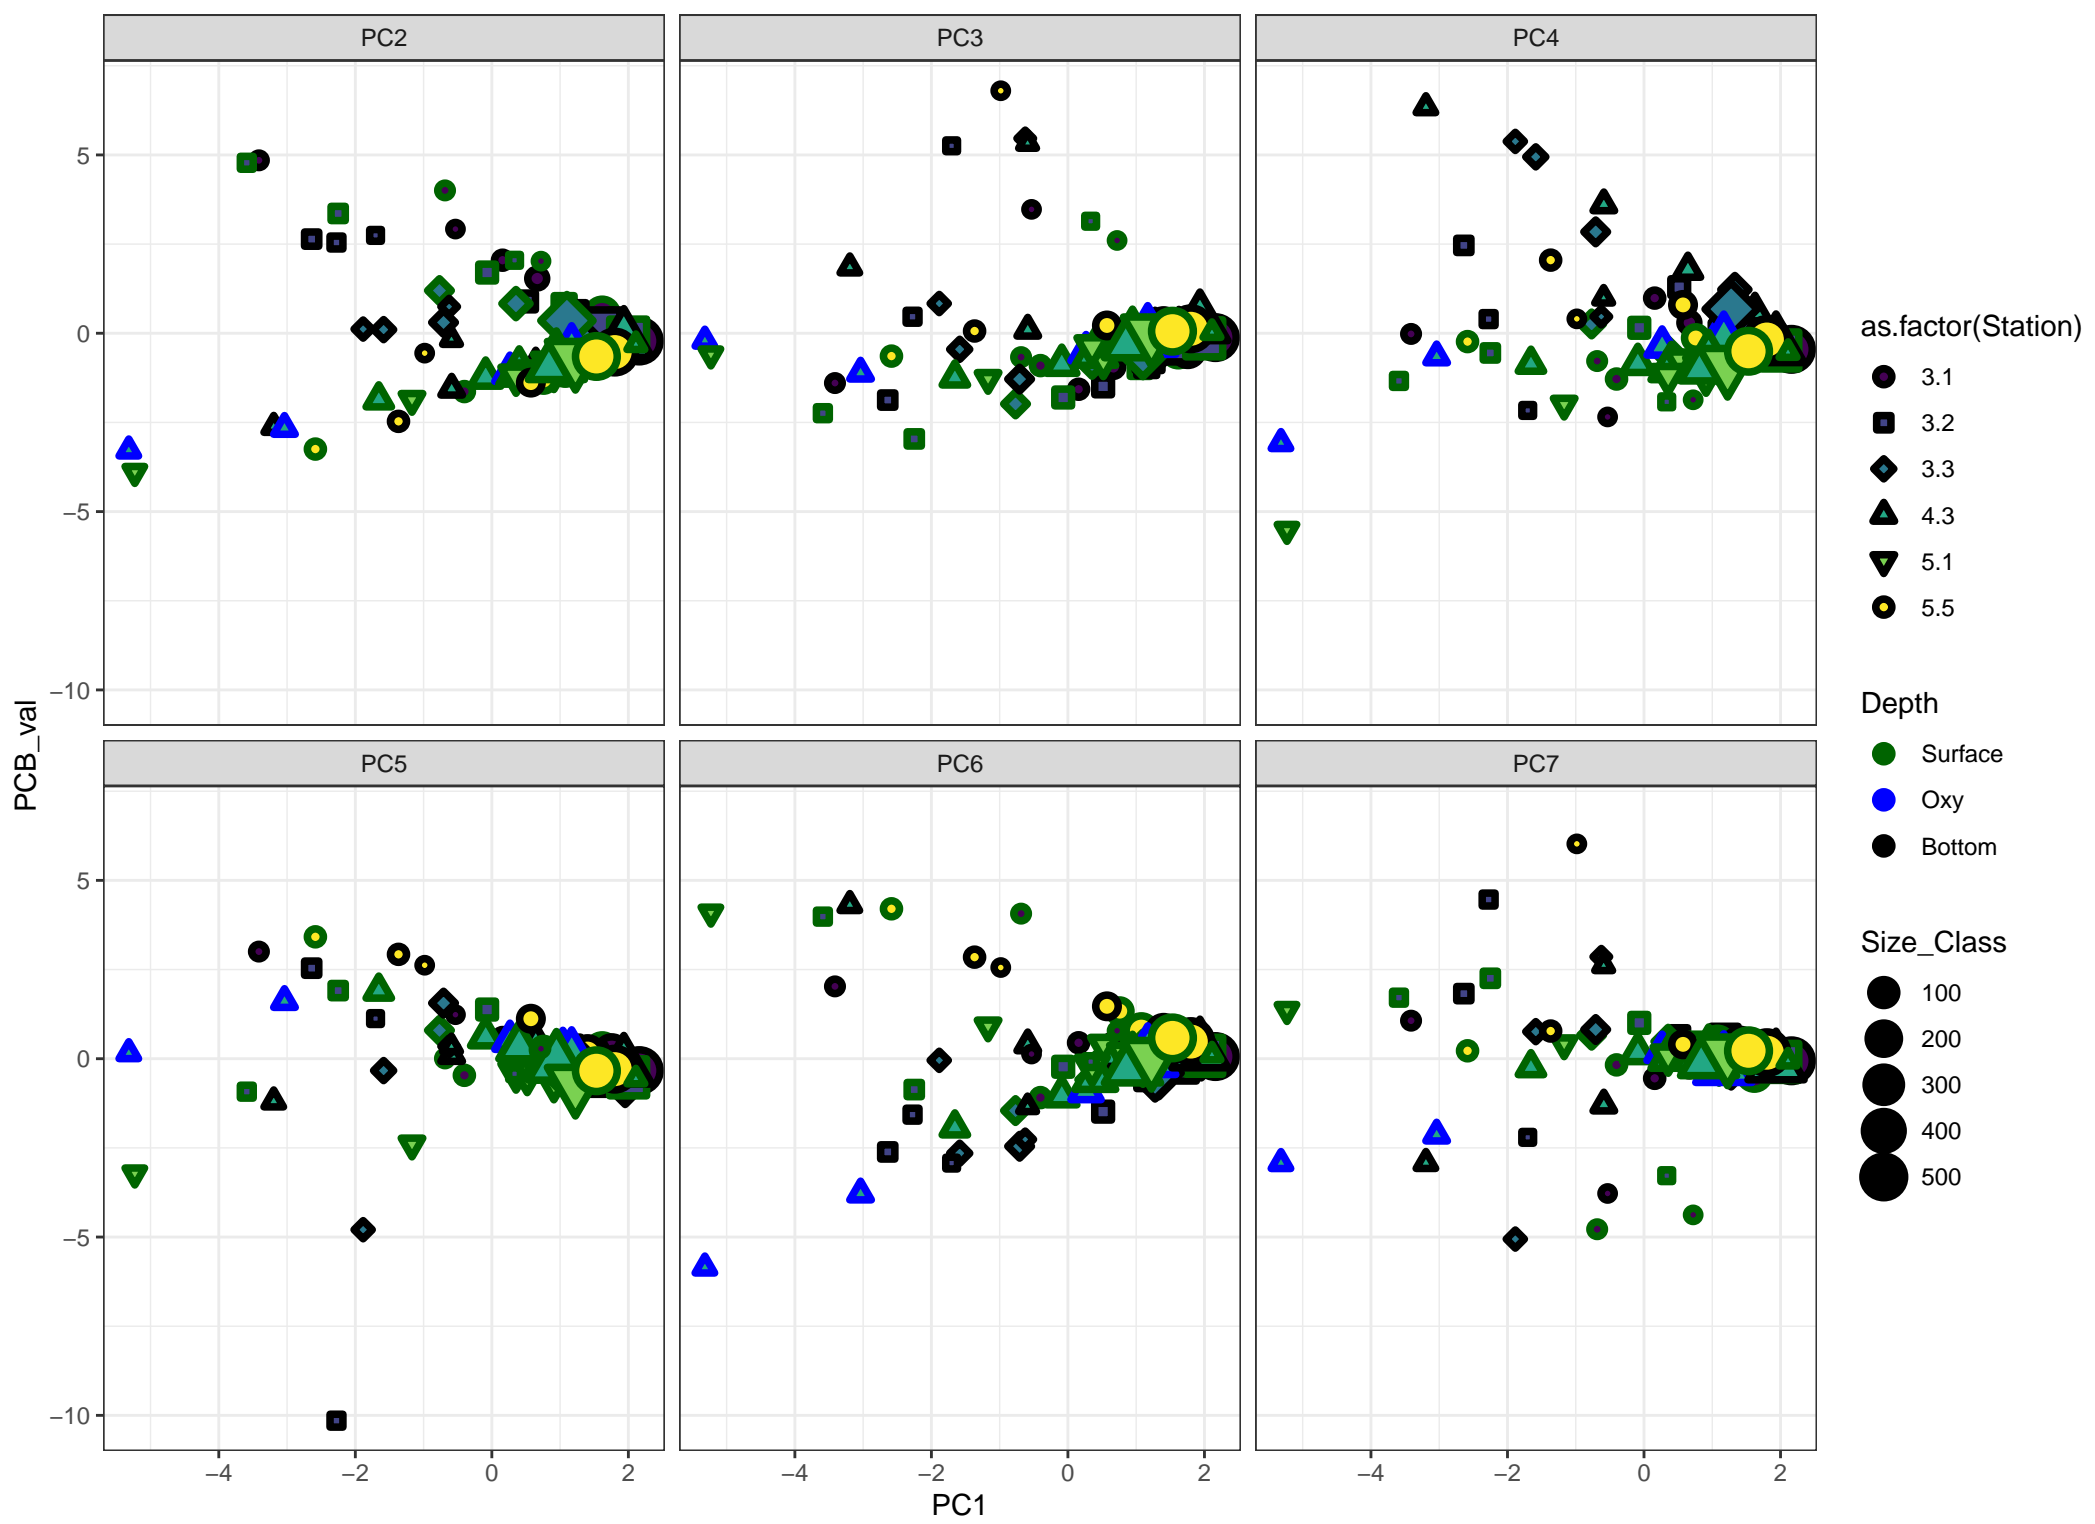 PC2 PC3 PC4
5
0
−5
−10
PC5 PC6 PC7
5
0
−5
−10
−4 −2 0 2 −4 −2 0 2 −4 −2 0 2
PC1
PCB_val
as.factor(Station)
3.1
3.2
3.3
4.3
5.1
5.5
Depth
Surface
Oxy
Bottom
Size_Class
100
200
300
400
500